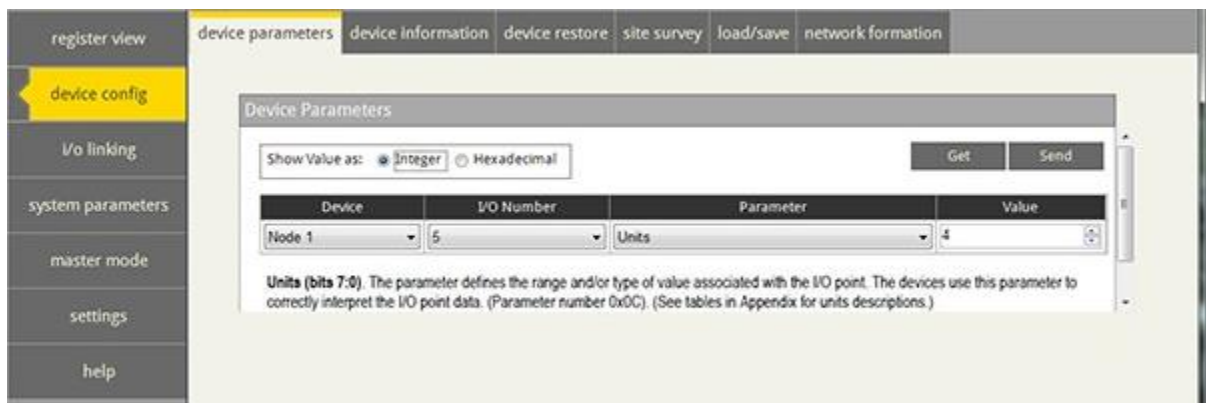 register view
device config
i/o linking
system parameters
master mode
settings
help
device parameters device information device restore site survey load/save network formation
Device Parameters
Show Value as: Integer Hexadecimal
Get Send
Device I/O Number Parameter Value
Node 1 5 Units 4
Units (bits 7:0). The parameter defines the range and/or type of value associated with the I/O point. The devices use this parameter to
correctly interpret the I/O point data. (Parameter number 0x0C). (See tables in Appendix for units descriptions.)